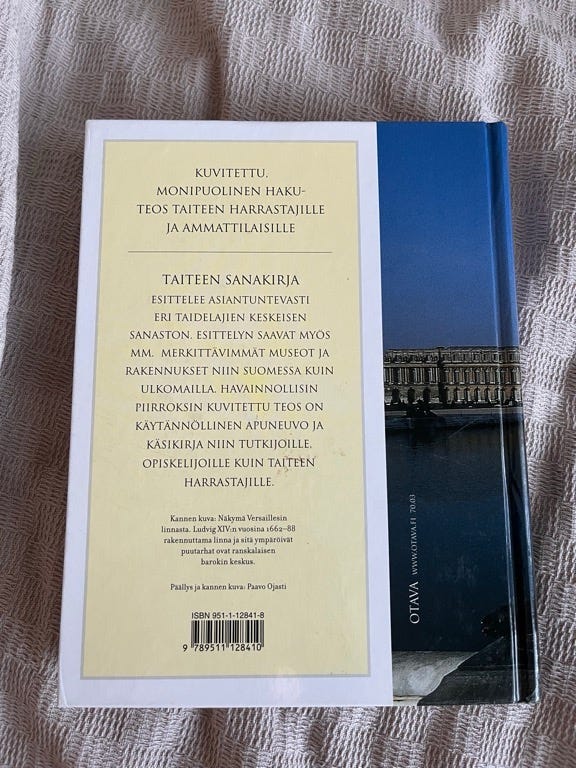 KUVITETTU,
MONIPUOLINEN HAKU-
TEOS TAITEEN HARRASTAJILLE
JA AMMATTILAISILLE
TAITEEN SANAKIRJA
ESITTELEE ASIANTUNTEVASTI
ERI TAIDELAJIEN KESKEISEN
SANASTON. ESITTELYN SAAVAT MYÖS
MM. MERKITTÄVIMMÄT MUSEOT JA
RAKENNUKSET NIIN SUOMESSA KUIN
ULKOMAILLA. HAVAINNOLLISIN
PIIRROKSIN KUVITETTU TEOS ON
KÄYTÄNNÖLLINEN APUNEUVO JA
KÄSIKIRJA NIIN TUTKIJOILLE,
OPISKELIJOILLE KUIN TAITEEN
HARRASTAJILLE.
Kannen kuva: Näkymä Versaillesin
linnasta. Ludvig XIV:n vuosina 1662–88
rakennuttama linna ja sitä ympäröivät
puutarhat ovat ranskalaisen
barokin keskus.
Päällys ja kannen kuva: Paavo Ojasti
ISBN 951-1-12841-8
9 789511 128410
OTAVA WWW.OTAVA.FI 70.03